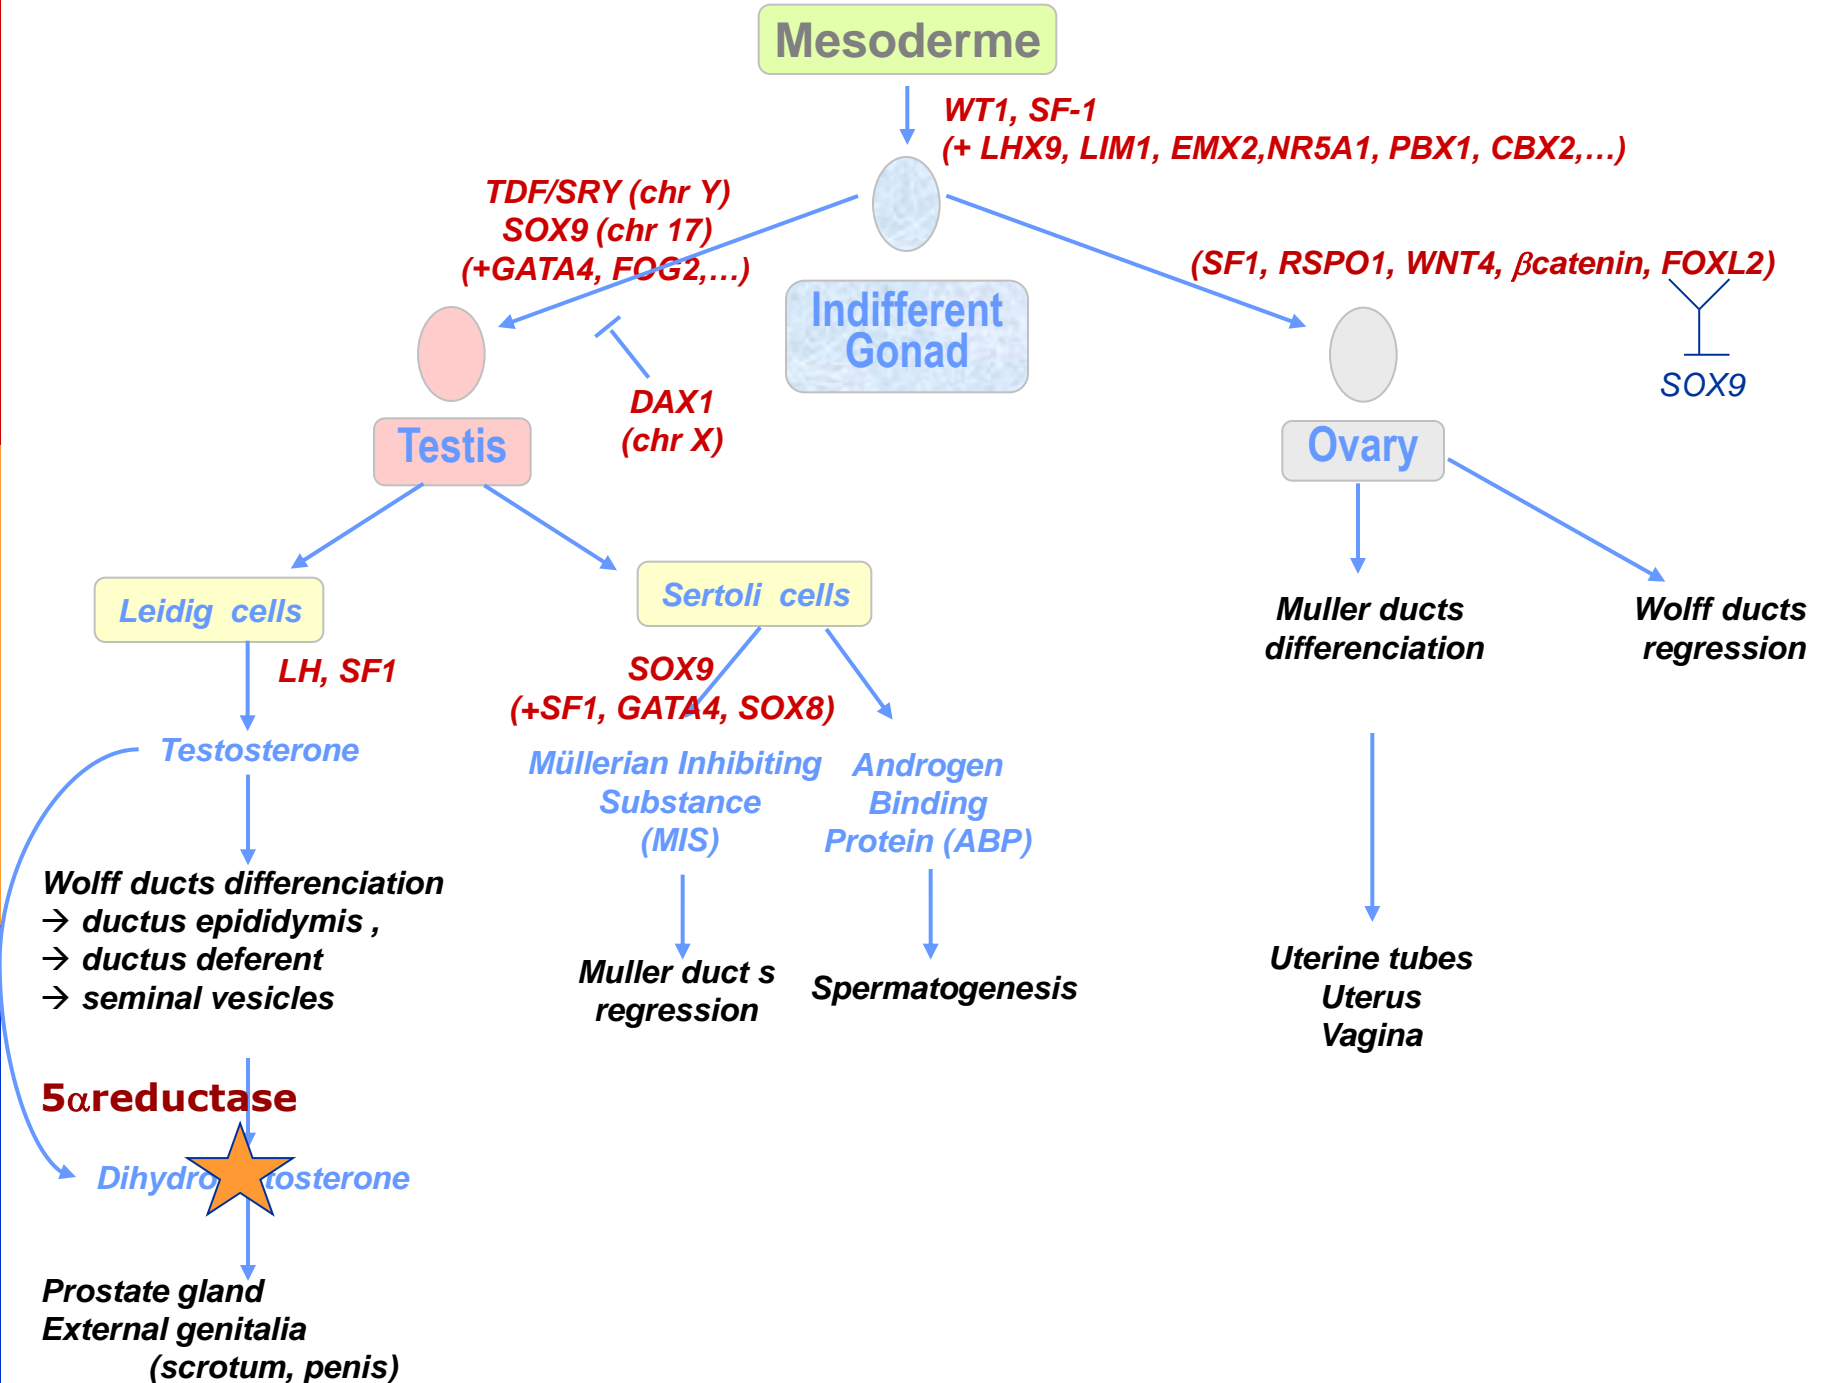 Mesoderme
WT1, SF-1
(+ LHX9, LIM1, EMX2,NR5A1, PBX1, CBX2,...)
TDF/SRY (chr Y)
SOX9 (chr 17)
(+GATA4, FOG2,...)
(SF1, RSPO1, WNT4, βcatenin, FOXL2)
Indifferent
Gonad
SOX9
DAX1
(chr X)
Testis
Ovary
Leidig cells
Sertoli cells
Muller ducts
differenciation
Wolff ducts
regression
LH, SF1
SOX9
(+SF1, GATA4, SOX8)
Testosterone
Müllerian Inhibiting
Substance
(MIS)
Androgen
Binding
Protein (ABP)
Wolff ducts differenciation
→ ductus epididymis ,
→ ductus deferent
→ seminal vesicles
Muller duct s
regression
Spermatogenesis
Uterine tubes
Uterus
Vagina
5αreductase
Dihydro tosterone
Prostate gland
External genitalia
(scrotum, penis)